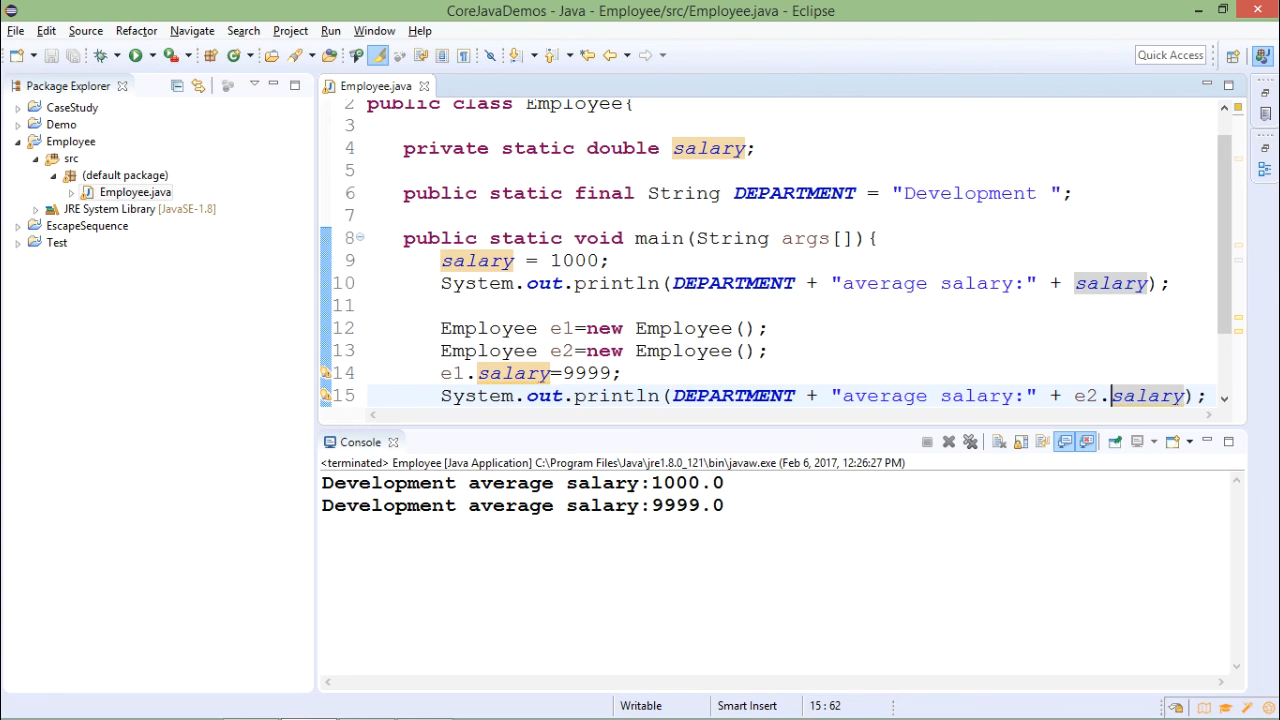 CoreJavaDemos - Java - Employee/src/Employee.java - Eclipse
File Edit Source Refactor Navigate Search Project Run Window Help
Quick Access
Package Explorer
CaseStudy
Demo
Employee
src
(default package)
Employee.java
JRE System Library [JavaSE-1.8]
EscapeSequence
Test
Employee.java
2 public class Employee{
3
4 private static double salary;
5
6 public static final String DEPARTMENT = "Development ";
7
8 public static void main(String args[]){
9 salary = 1000;
10 System.out.println(DEPARTMENT + "average salary:" + salary);
11
12 Employee e1=new Employee();
13 Employee e2=new Employee();
14 e1.salary=9999;
15 System.out.println(DEPARTMENT + "average salary:" + e2.salary);
Console
<terminated> Employee [Java Application] C:\Program Files\Java\jre1.8.0_121\bin\javaw.exe (Feb 6, 2017, 12:26:27 PM)
Development average salary:1000.0
Development average salary:9999.0
Writable Smart Insert 15 : 62